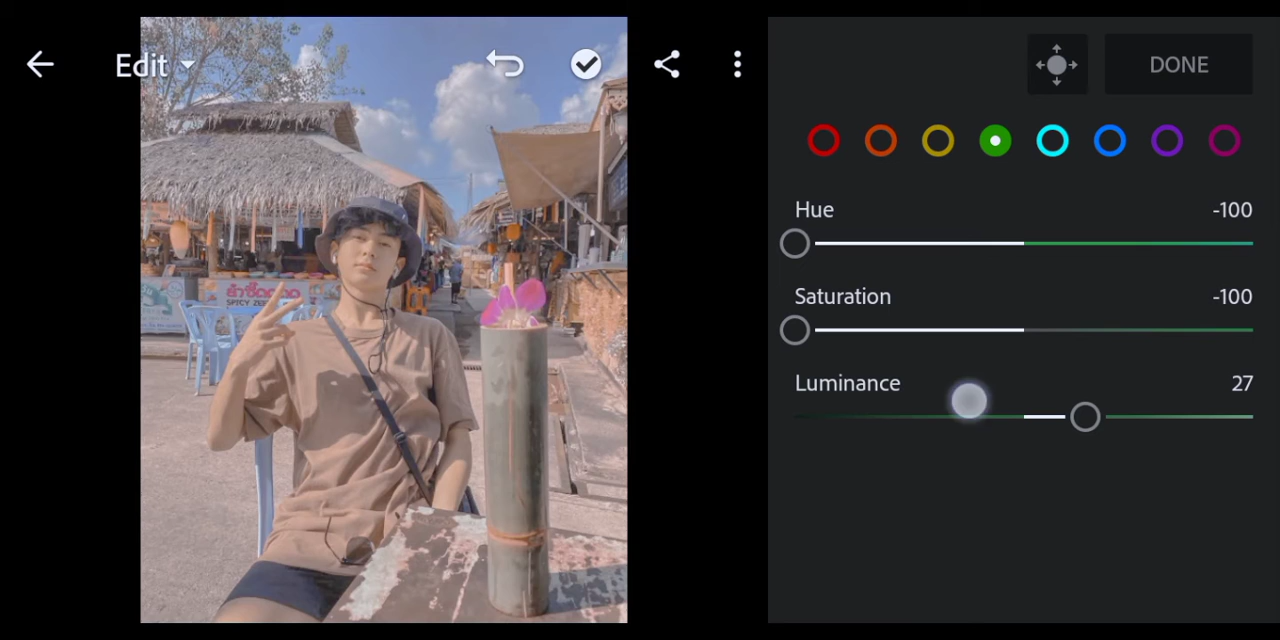 Edit
DONE
Hue
-100
Saturation
-100
Luminance
27
SPICY